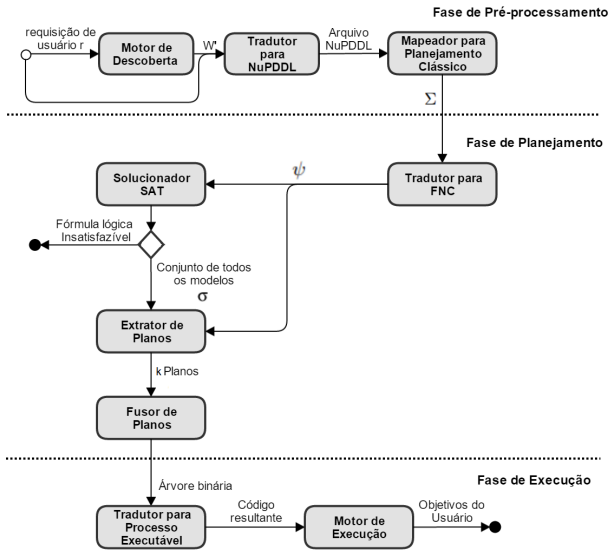 Fase de Pré-processamento
requisição de
usuário r
Motor de
Descoberta
W'
Tradutor
para
NuPDDL
Arquivo
NuPDDL
Mapeador para
Planejamento
Clássico
Σ
Fase de Planejamento
Solucionador
SAT
ψ
Tradutor para
FNC
Fórmula lógica
Insatisfazível
Conjunto de todos
os modelos
σ
Extrator de
Planos
k Planos
Fusor de
Planos
Fase de Execução
Árvore binária
Tradutor para
Processo
Executável
Código
resultante
Motor de
Execução
Objetivos do
Usuário